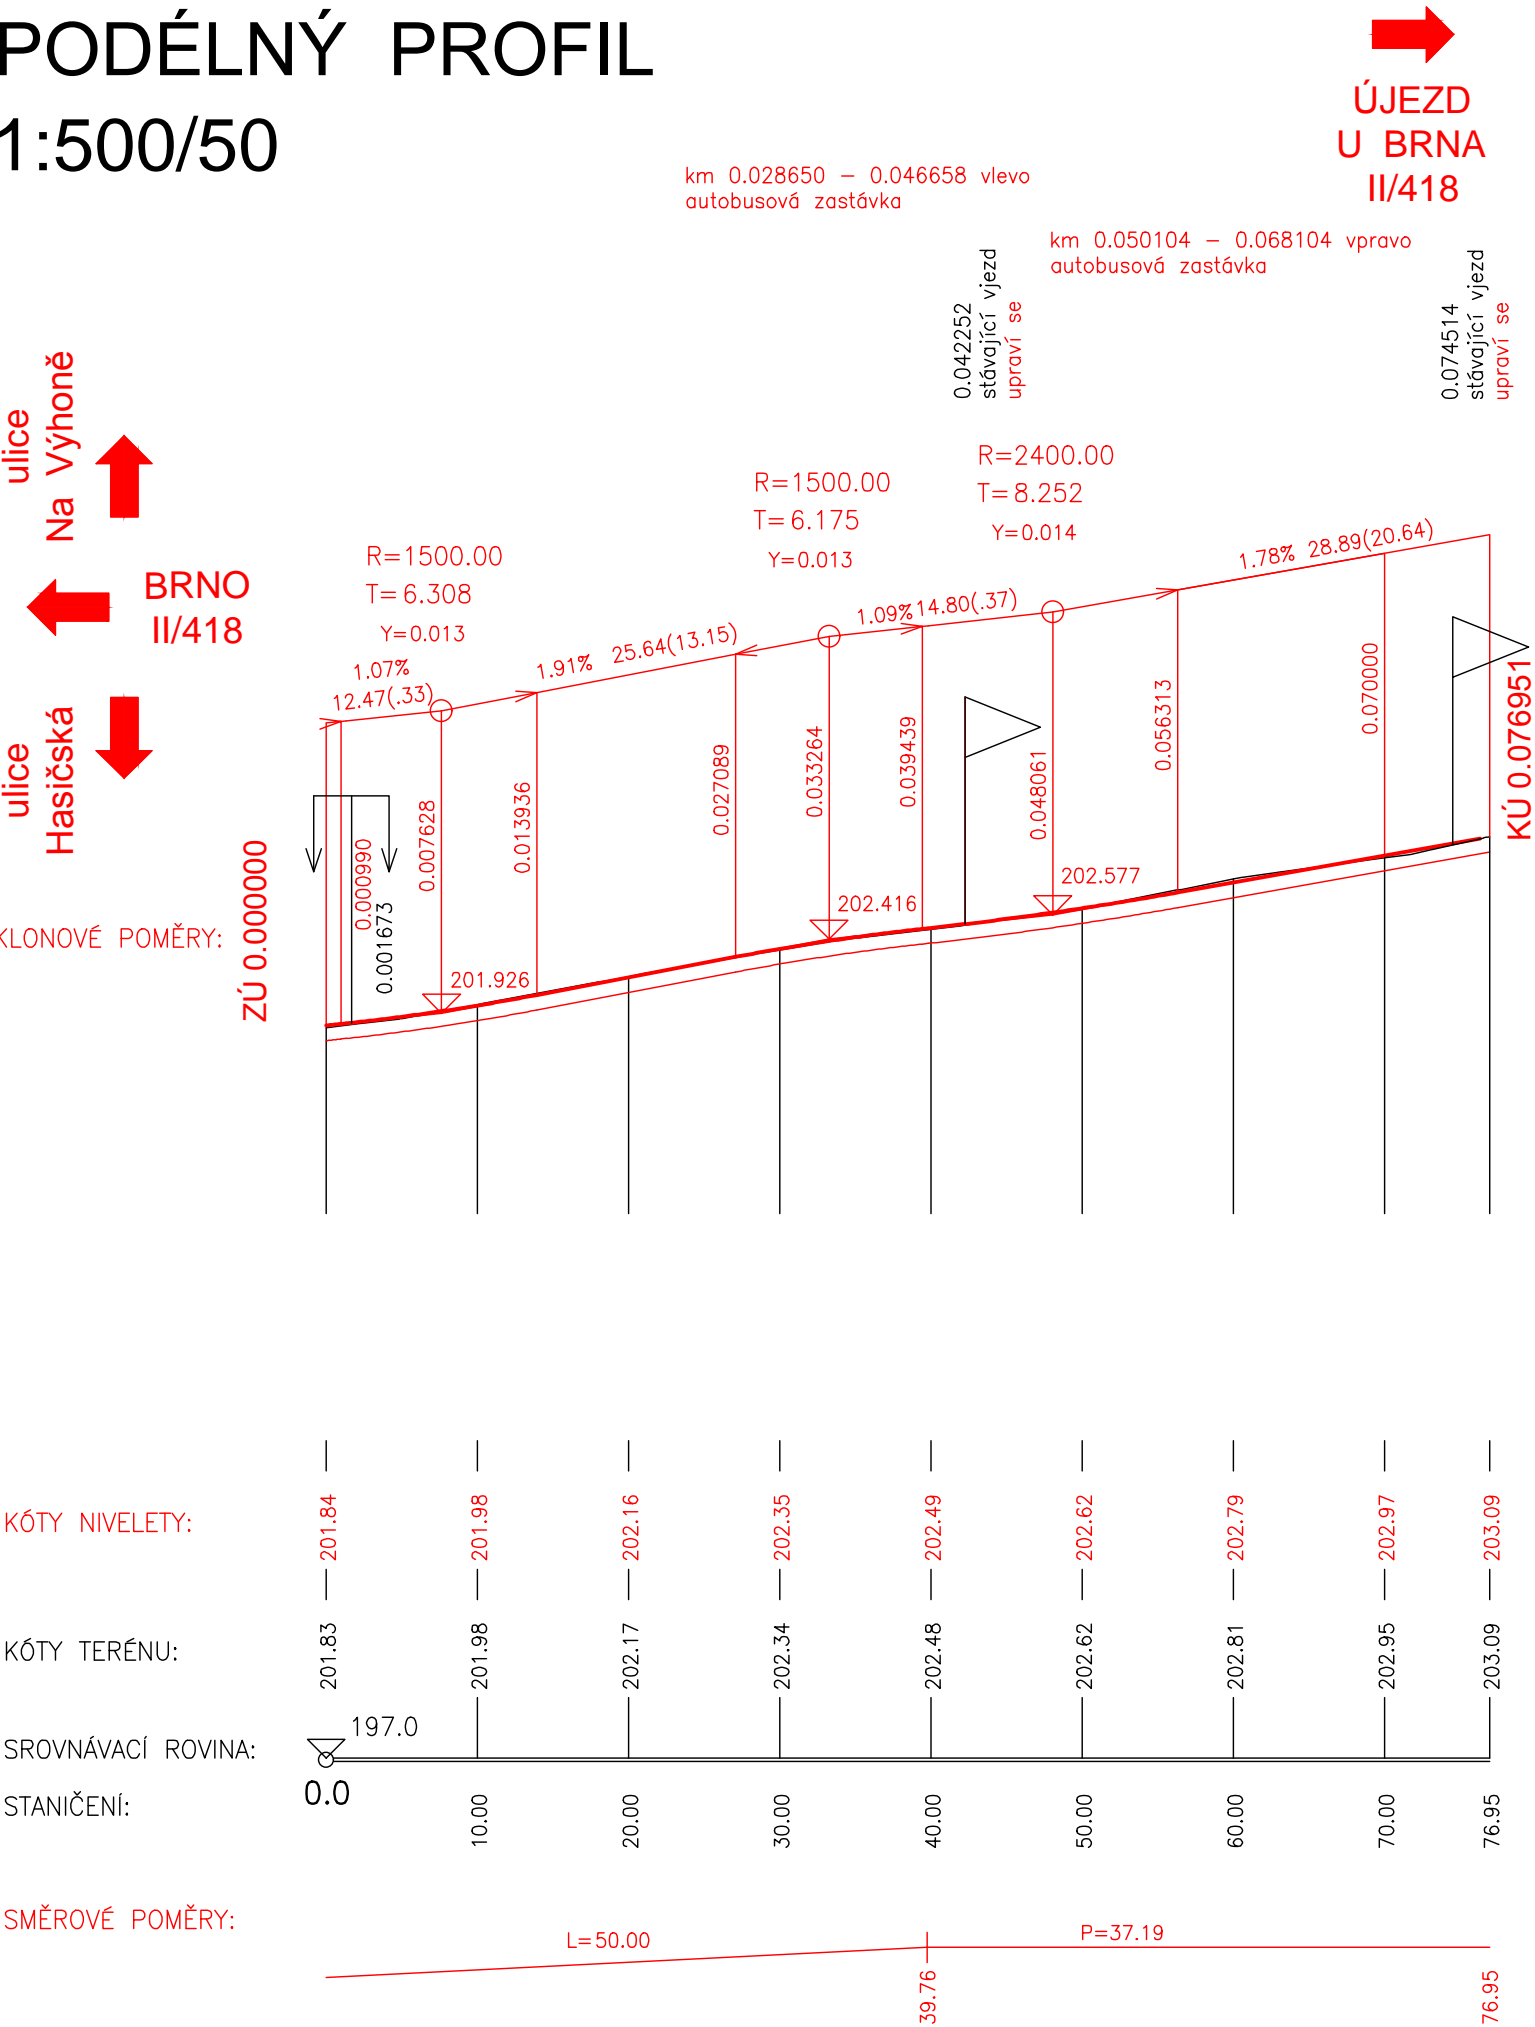 PODÉLNÝ PROFIL
1:500/50
ÚJEZD
U BRNA
II/418
km 0.028650 – 0.046658 vlevo
autobusová zastávka
km 0.050104 – 0.068104 vpravo
autobusová zastávka
0.042252
stávající vjezd
upraví se
0.074514
stávající vjezd
upraví se
ulice
Na Výhoně
BRNO
II/418
ulice
Hasičská
R=1500.00
T=6.308
Y=0.013
R=1500.00
T=6.175
Y=0.013
R=2400.00
T=8.252
Y=0.014
1.07%
12.47(.33)
1.91% 25.64(13.15)
1.09% 14.80(.37)
1.78% 28.89(20.64)
KLONOVÉ POMĚRY:
ZÚ 0.000000
0.000990
0.001673
0.007628
0.013936
0.027089
0.033264
0.039439
0.048061
0.056313
0.070000
KÚ 0.076951
201.926
202.416
202.577
KÓTY NIVELETY:
201.84 201.98 202.16 202.35 202.49 202.62 202.79 202.97 203.09
KÓTY TERÉNU:
201.83 201.98 202.17 202.34 202.48 202.62 202.81 202.95 203.09
SROVNÁVACÍ ROVINA:
197.0
STANIČENÍ:
0.0 10.00 20.00 30.00 40.00 50.00 60.00 70.00 76.95
SMĚROVÉ POMĚRY:
L=50.00
P=37.19
39.76
76.95